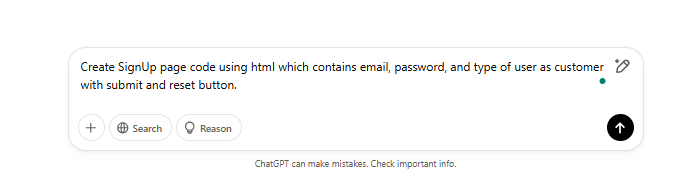 Create SignUp page code using html which contains email, password, and type of user as customer
with submit and reset button.
Search
Reason
ChatGPT can make mistakes. Check important info.